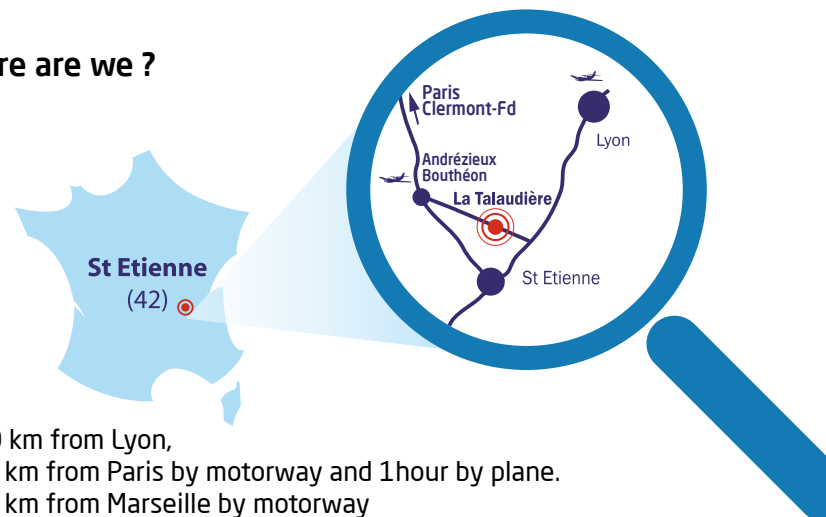 re are we ?
Paris
Clermont-Fd
Lyon
Andrézieux
Bouthéon
La Talaudière
St Etienne
(42)
St Etienne
km from Lyon,
km from Paris by motorway and 1hour by plane.
km from Marseille by motorway